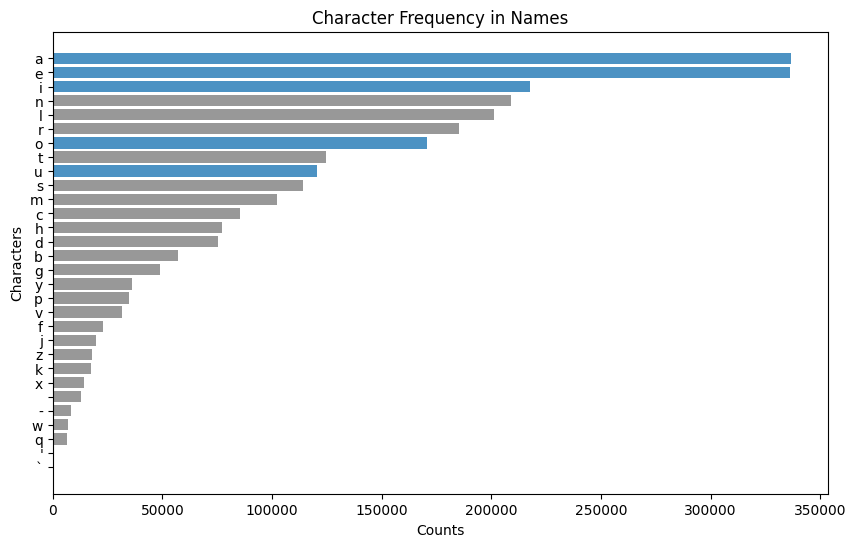 Character Frequency in Names
Characters
a
e
i
n
l
r
o
t
u
s
m
c
h
d
b
g
y
p
v
f
j
z
k
x
-
w
q
'
`
0 50000 100000 150000 200000 250000 300000 350000
Counts